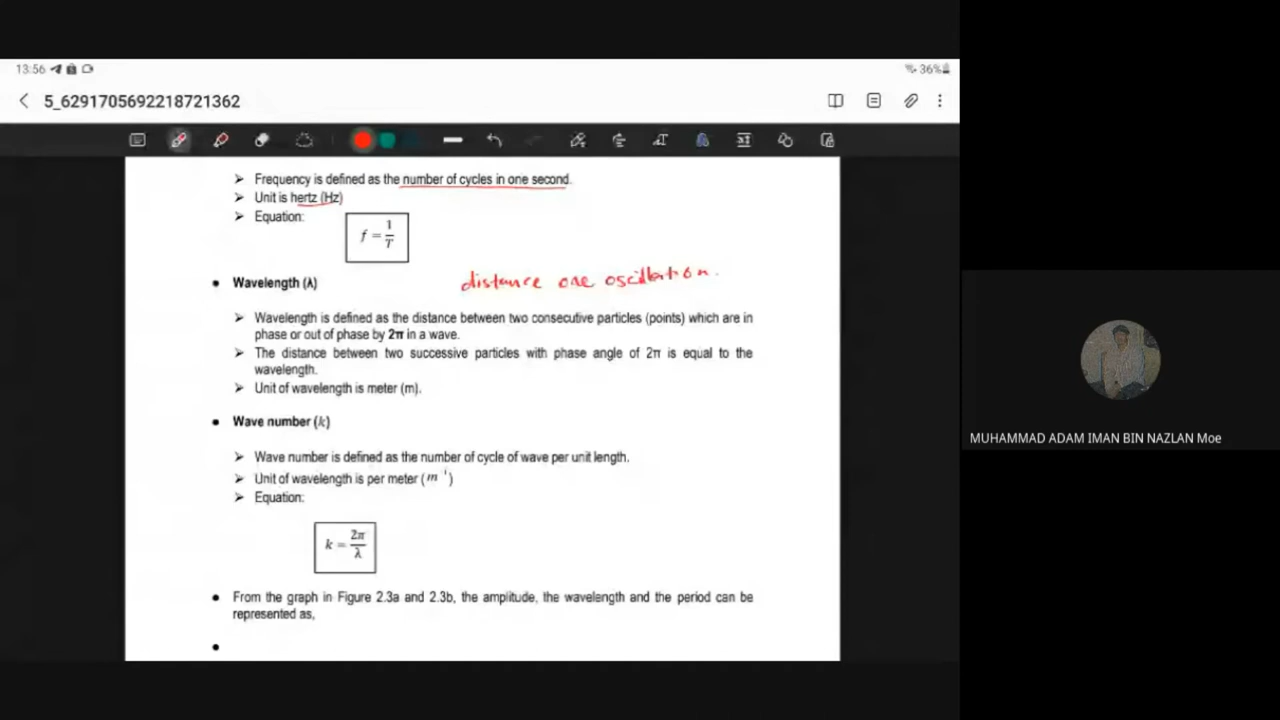 13:56
36%
5_6291705692218721362
➤ Frequency is defined as the number of cycles in one second.
➤ Unit is hertz (Hz)
➤ Equation:
f = 1/T
• Wavelength (λ)
distance one oscillation.
➤ Wavelength is defined as the distance between two consecutive particles (points) which are in
phase or out of phase by 2π in a wave.
➤ The distance between two successive particles with phase angle of 2π is equal to the
wavelength.
➤ Unit of wavelength is meter (m).
• Wave number (k)
➤ Wave number is defined as the number of cycle of wave per unit length.
➤ Unit of wavelength is per meter (m⁻¹)
➤ Equation:
k = 2π/λ
• From the graph in Figure 2.3a and 2.3b, the amplitude, the wavelength and the period can be
represented as,
•
MUHAMMAD ADAM IMAN BIN NAZLAN Moe